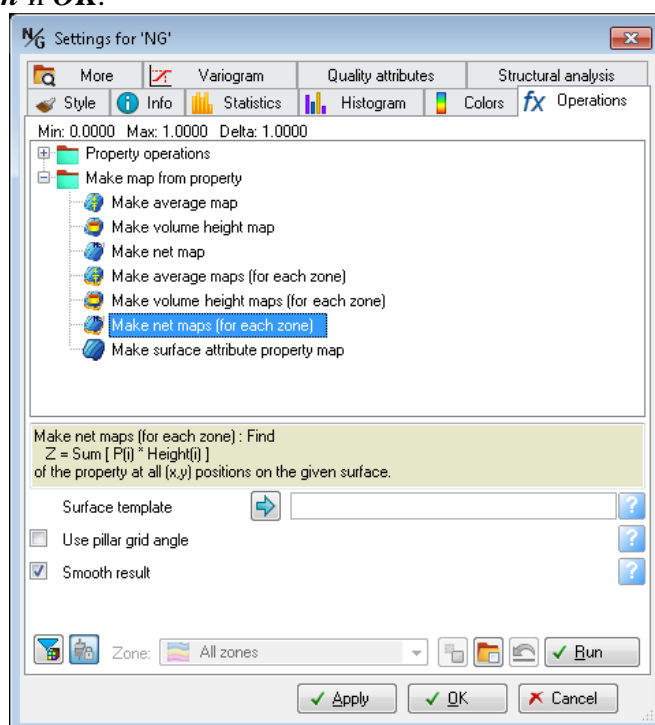 n и OK.
N/G Settings for 'NG'
More Variogram Quality attributes Structural analysis
Style Info Statistics Histogram Colors fx Operations
Min: 0.0000 Max: 1.0000 Delta: 1.0000
Property operations
Make map from property
Make average map
Make volume height map
Make net map
Make average maps (for each zone)
Make volume height maps (for each zone)
Make net maps (for each zone)
Make surface attribute property map
Make net maps (for each zone) : Find
Z = Sum [ P(i) * Height(i) ]
of the property at all (x,y) positions on the given surface.
Surface template ?
Use pillar grid angle ?
Smooth result ?
Zone: All zones Run
Apply OK Cancel